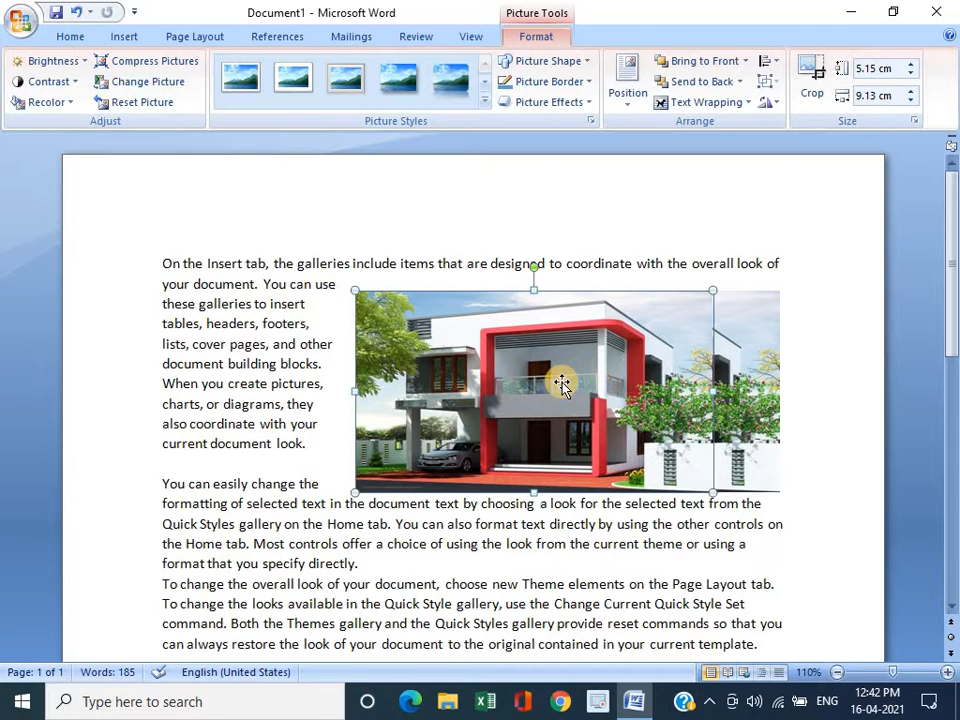 Document1 - Microsoft Word
Picture Tools
Home Insert Page Layout References Mailings Review View Format
Brightness Compress Pictures Picture Shape Bring to Front 5.15 cm
Contrast Change Picture Picture Border Position Send to Back Crop 9.13 cm
Recolor Reset Picture Picture Effects Text Wrapping
Adjust Picture Styles Arrange Size
On the Insert tab, the galleries include items that are designed to coordinate with the overall look of
your document. You can use
these galleries to insert
tables, headers, footers,
lists, cover pages, and other
document building blocks.
When you create pictures,
charts, or diagrams, they
also coordinate with your
current document look.
You can easily change the
formatting of selected text in the document text by choosing a look for the selected text from the
Quick Styles gallery on the Home tab. You can also format text directly by using the other controls on
the Home tab. Most controls offer a choice of using the look from the current theme or using a
format that you specify directly.
To change the overall look of your document, choose new Theme elements on the Page Layout tab.
To change the looks available in the Quick Style gallery, use the Change Current Quick Style Set
command. Both the Themes gallery and the Quick Styles gallery provide reset commands so that you
can always restore the look of your document to the original contained in your current template.
Page: 1 of 1 Words: 185 English (United States) 110%
Type here to search ENG 12:42 PM
16-04-2021